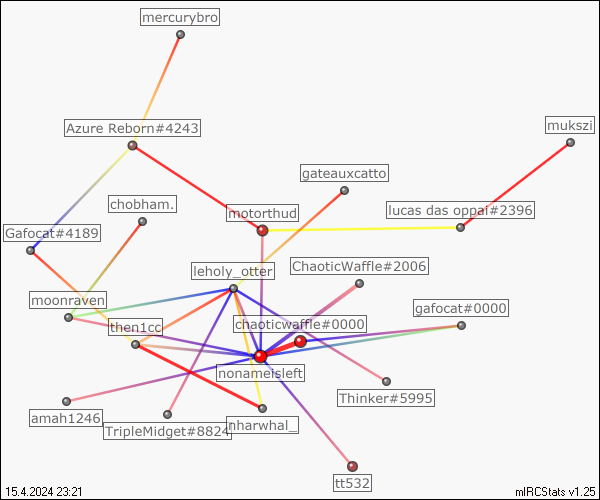 mercurybro
Azure Reborn#4243
mukszi
gateauxcatto
chobham.
motorthud
lucas das oppai#2396
Gafocat#4189
leholy_otter
ChaoticWaffle#2006
moonraven
gafocat#0000
then1cc
chaoticwaffle#0000
nonameisleft
Thinker#5995
amah1246
TripleMidget#8824
nharwhal_
tt532
15.4.2024 23:21
mIRCStats v1.25